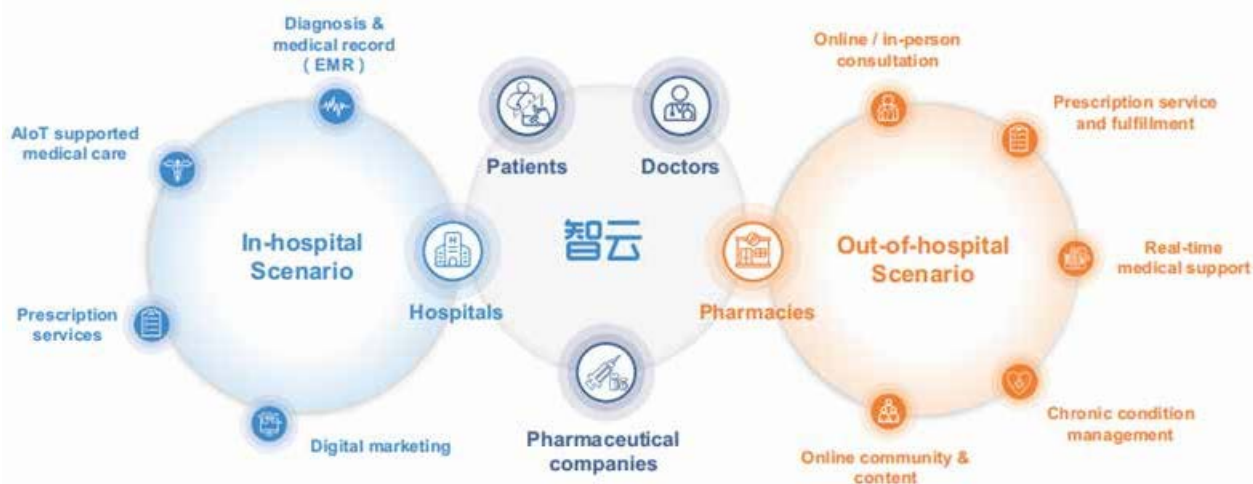 Diagnosis &
medical record
( EMR )
AIoT supported
medical care
In-hospital
Scenario
Prescription
services
Digital marketing
Hospitals
Patients
Doctors
智云
Pharmaceutical
companies
Pharmacies
Online / in-person
consultation
Prescription service
and fulfillment
Out-of-hospital
Scenario
Real-time
medical support
Chronic condition
management
Online community &
content